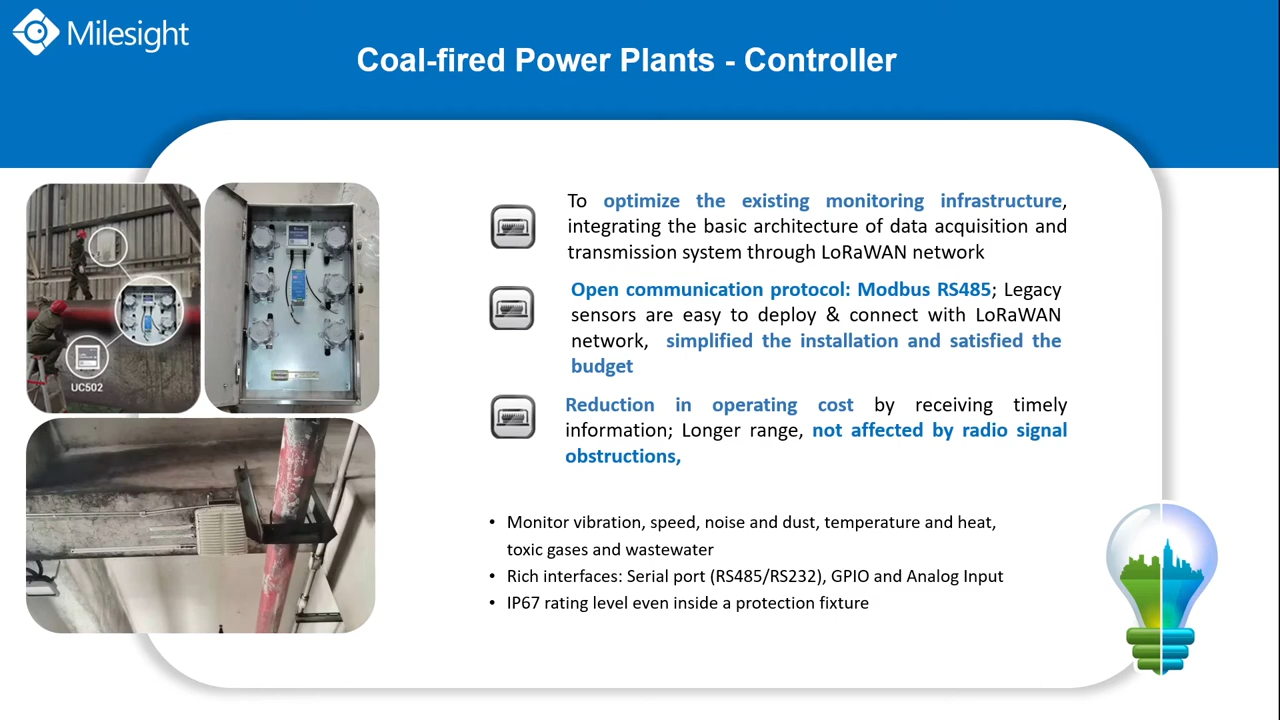 Milesight
Coal-fired Power Plants - Controller
UC502
To optimize the existing monitoring infrastructure,
integrating the basic architecture of data acquisition and
transmission system through LoRaWAN network
Open communication protocol: Modbus RS485; Legacy
sensors are easy to deploy & connect with LoRaWAN
network, simplified the installation and satisfied the
budget
Reduction in operating cost by receiving timely
information; Longer range, not affected by radio signal
obstructions,
• Monitor vibration, speed, noise and dust, temperature and heat,
toxic gases and wastewater
• Rich interfaces: Serial port (RS485/RS232), GPIO and Analog Input
• IP67 rating level even inside a protection fixture